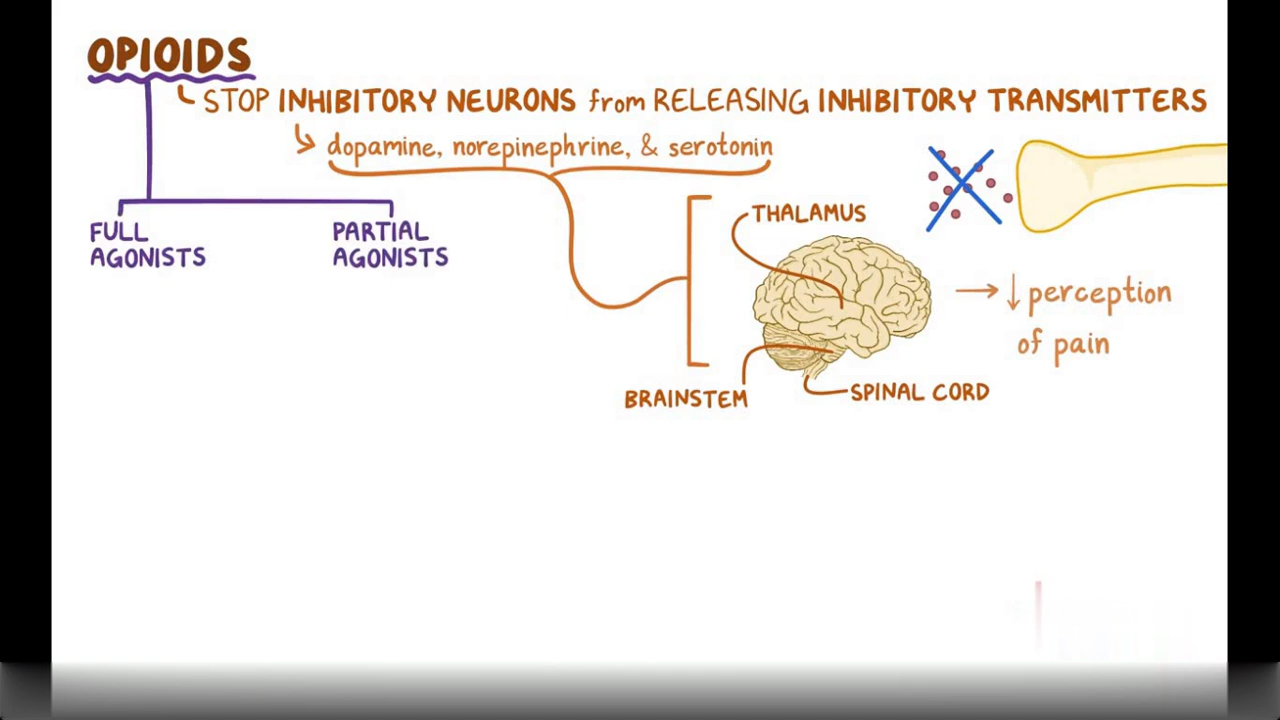 OPIOIDS
STOP INHIBITORY NEURONS from RELEASING INHIBITORY TRANSMITTERS
dopamine, norepinephrine, & serotonin
FULL
AGONISTS
PARTIAL
AGONISTS
THALAMUS
↓ perception
of pain
BRAINSTEM
SPINAL CORD